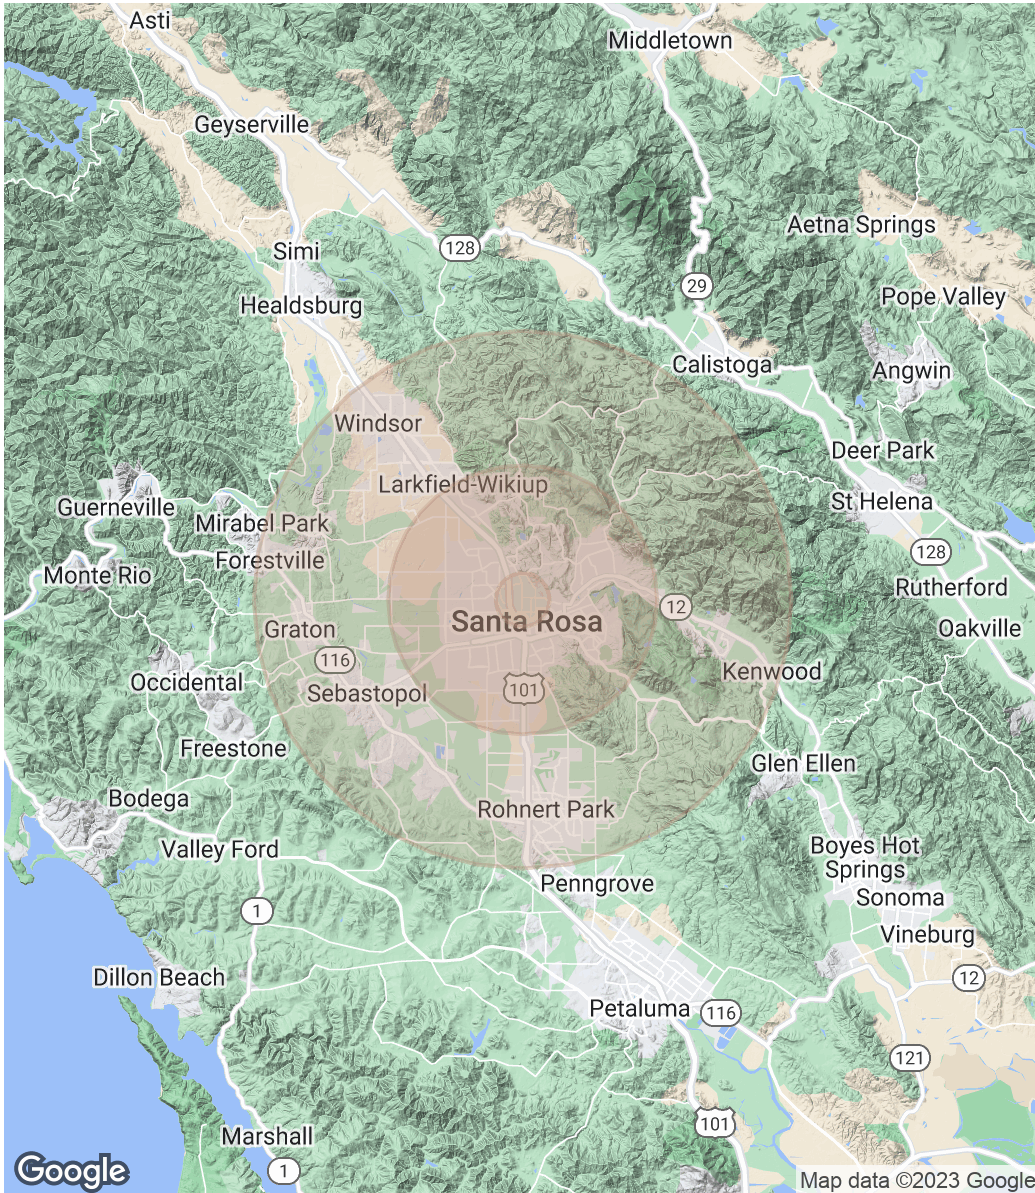 Asti
Middletown
Geyserville
Aetna Springs
128
Simi
29
Pope Valley
Healdsburg
Calistoga
Angwin
Windsor
Deer Park
Larkfield-Wikiup
St Helena
Guerneville
Mirabel Park
128
Forestville
Monte Rio
Rutherford
12
Santa Rosa
Graton
Oakville
116
Kenwood
Occidental
101
Sebastopol
Freestone
Glen Ellen
Bodega
Rohnert Park
Valley Ford
Boyes Hot
Springs
Penngrove
Sonoma
1
Vineburg
Dillon Beach
12
Petaluma
116
121
101
Marshall
1
Google
Map data ©2023 Google